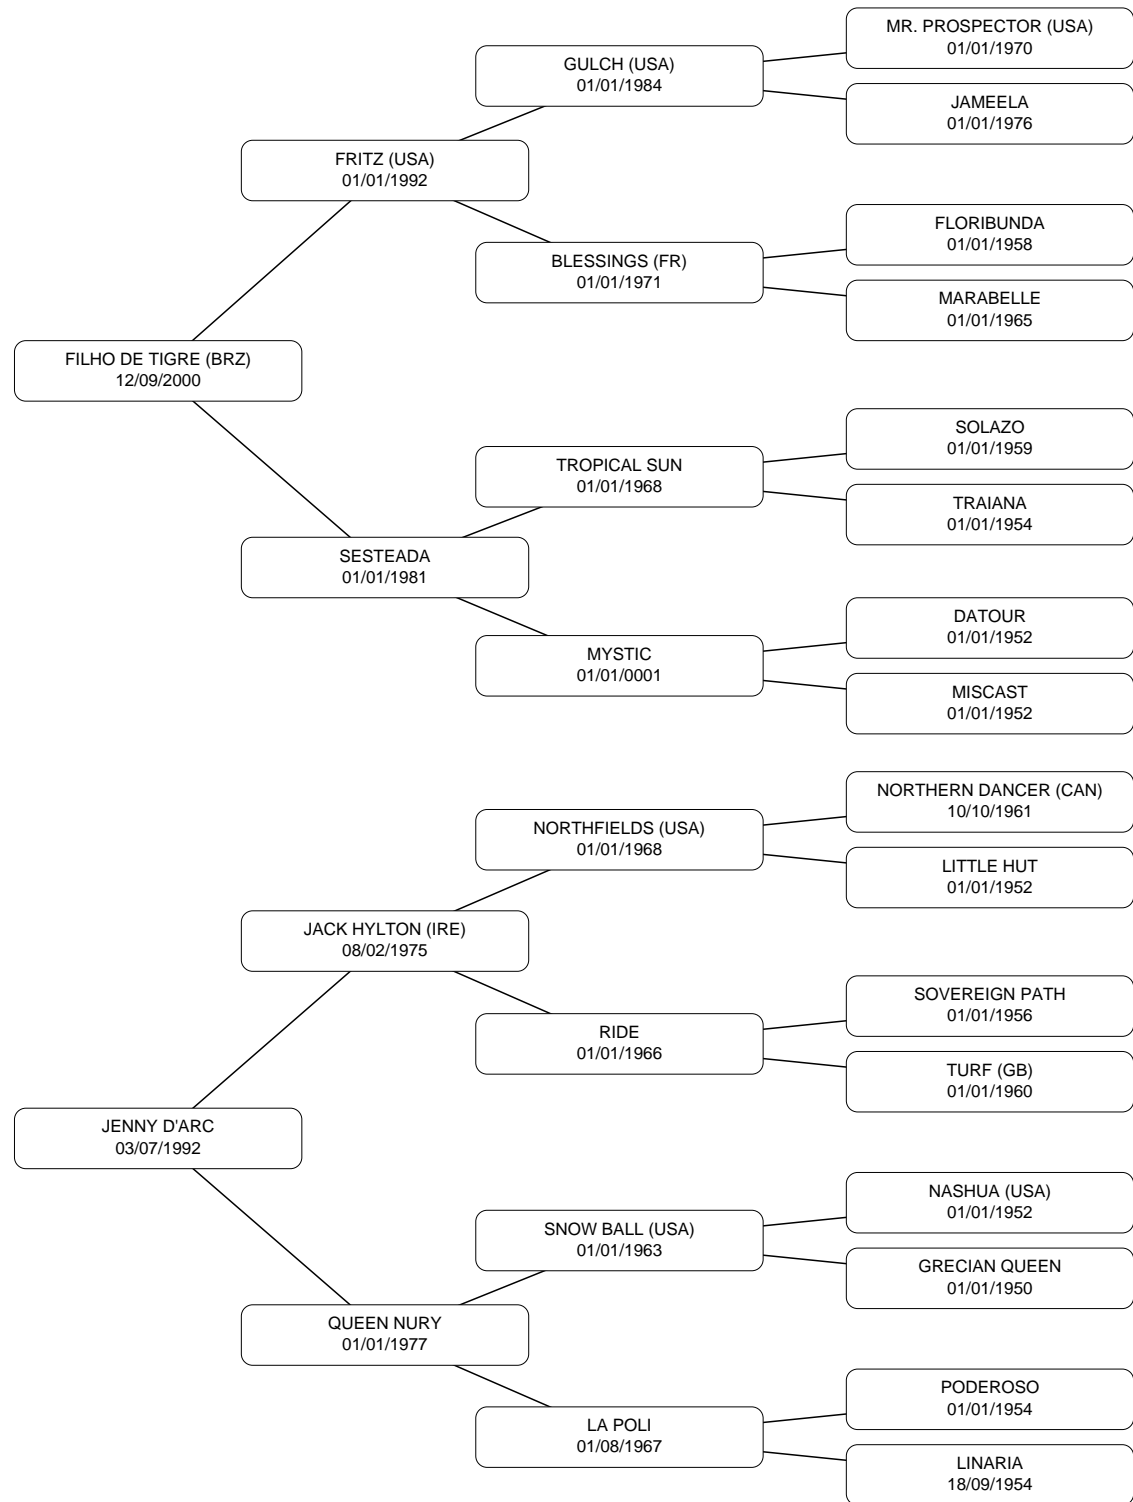 MR. PROSPECTOR (USA)
01/01/1970
GULCH (USA)
01/01/1984
JAMEELA
01/01/1976
FRITZ (USA)
01/01/1992
FLORIBUNDA
01/01/1958
BLESSINGS (FR)
01/01/1971
MARABELLE
01/01/1965
FILHO DE TIGRE (BRZ)
12/09/2000
SOLAZO
01/01/1959
TROPICAL SUN
01/01/1968
TRAIANA
01/01/1954
SESTEADA
01/01/1981
DATOUR
01/01/1952
MYSTIC
01/01/0001
MISCAST
01/01/1952
NORTHERN DANCER (CAN)
10/10/1961
NORTHFIELDS (USA)
01/01/1968
LITTLE HUT
01/01/1952
JACK HYLTON (IRE)
08/02/1975
SOVEREIGN PATH
01/01/1956
RIDE
01/01/1966
TURF (GB)
01/01/1960
JENNY D'ARC
03/07/1992
NASHUA (USA)
01/01/1952
SNOW BALL (USA)
01/01/1963
GRECIAN QUEEN
01/01/1950
QUEEN NURY
01/01/1977
PODEROSO
01/01/1954
LA POLI
01/08/1967
LINARIA
18/09/1954